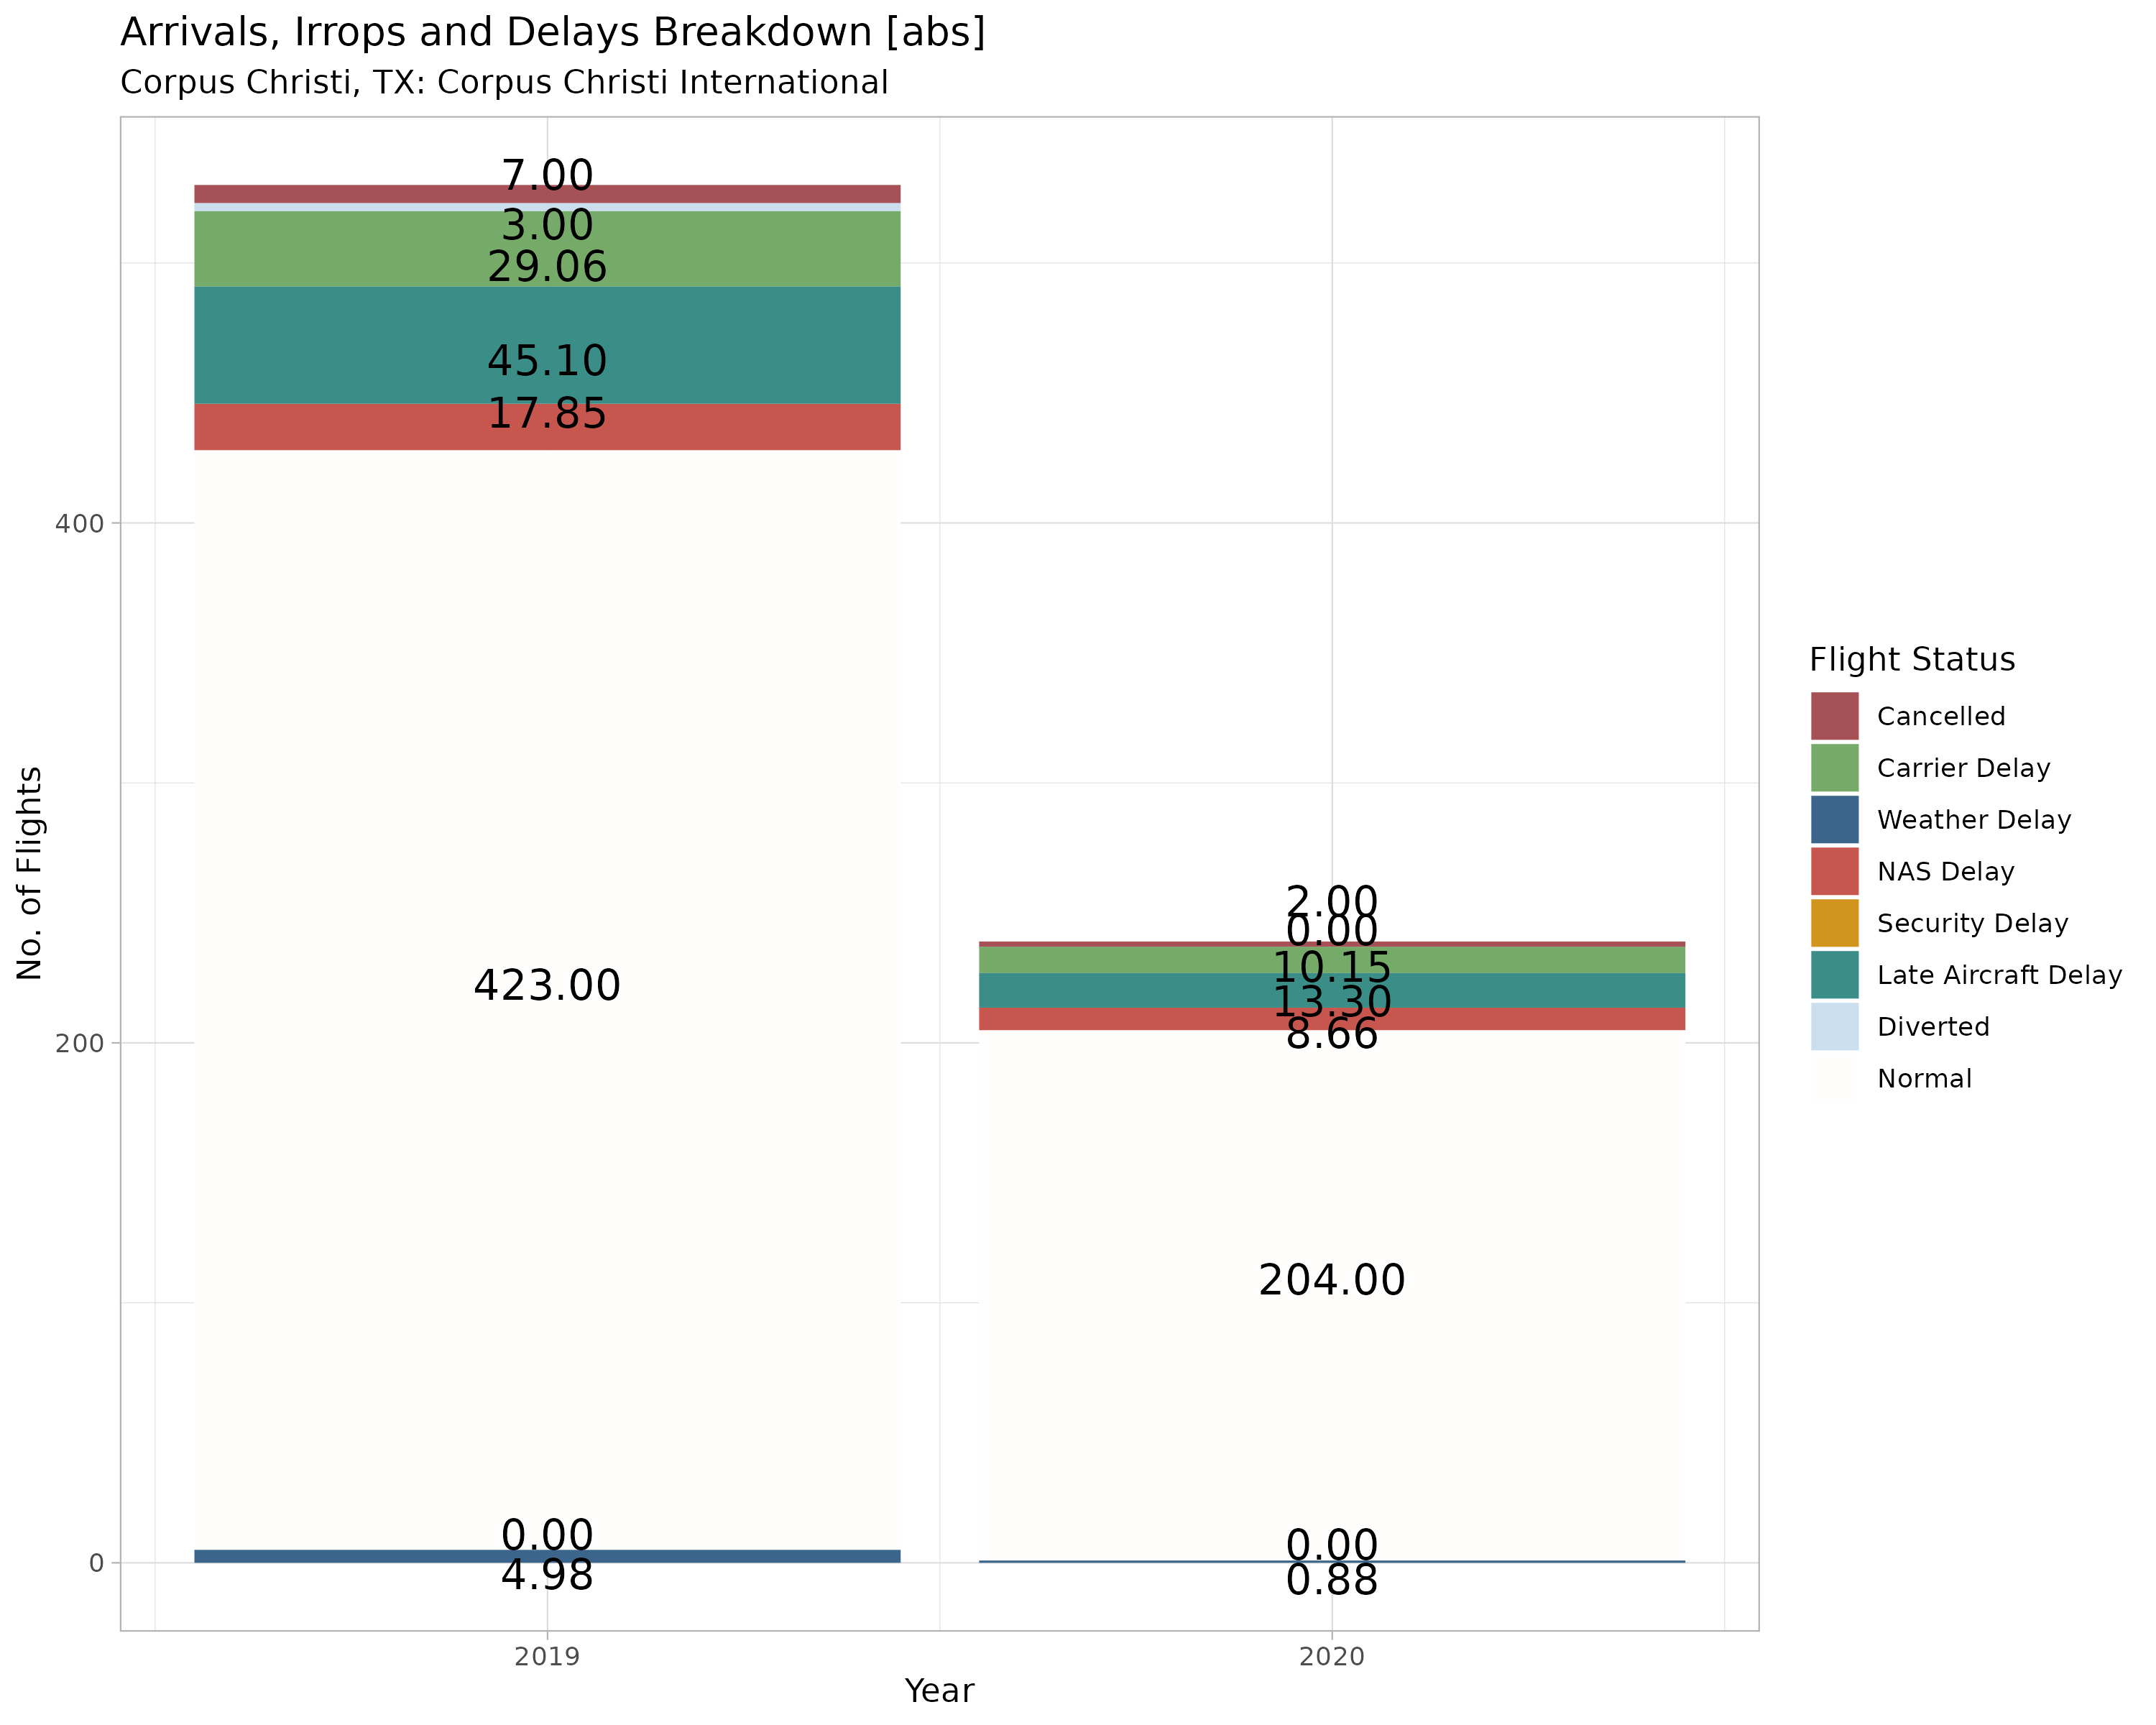 Arrivals, Irrops and Delays Breakdown [abs]
Corpus Christi, TX: Corpus Christi International
7.00
3.00
29.06
45.10
17.85
423.00
0.00
4.98
2.00
0.00
10.15
13.30
8.66
204.00
0.00
0.88
400
200
0
No. of Flights
2019
2020
Year
Flight Status
Cancelled
Carrier Delay
Weather Delay
NAS Delay
Security Delay
Late Aircraft Delay
Diverted
Normal